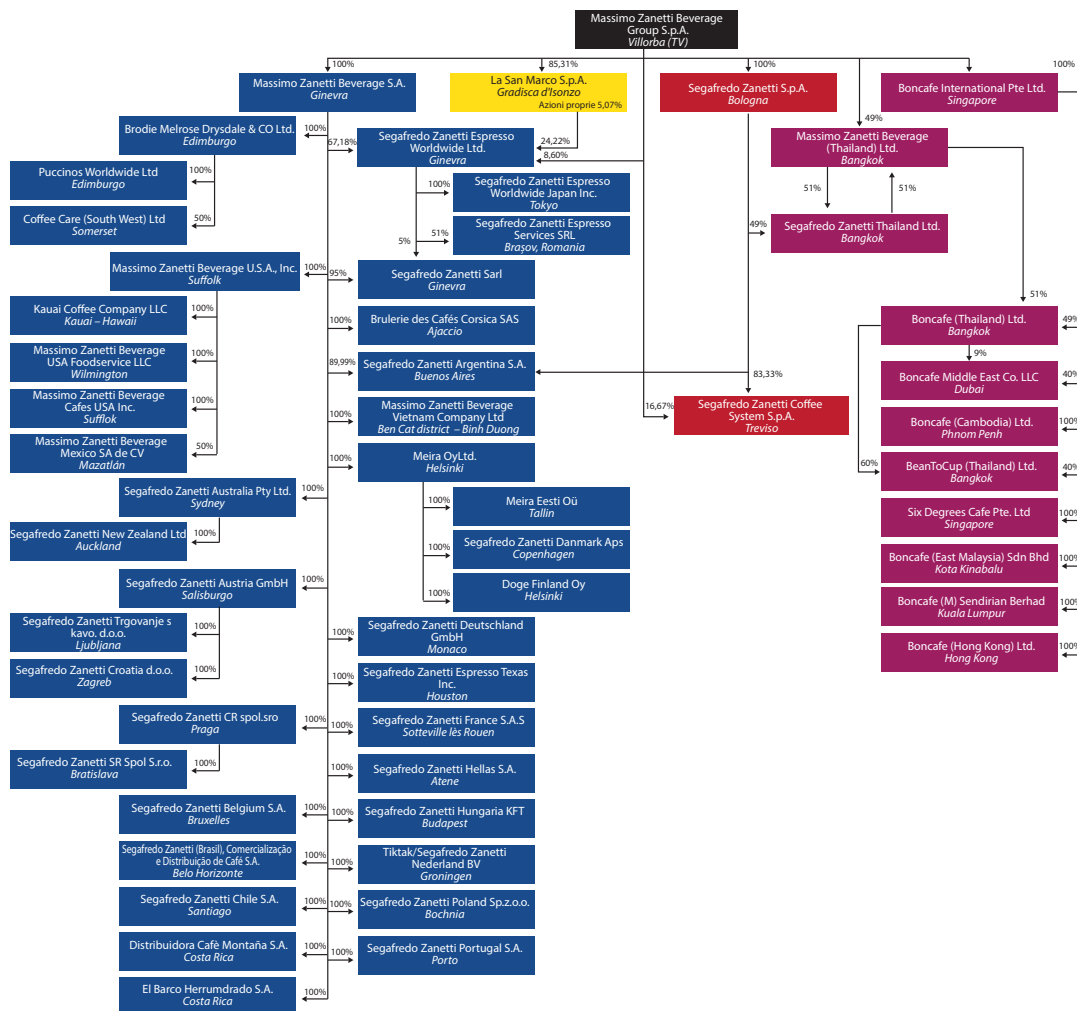 Massimo Zanetti Beverage
Group S.p.A.
Villorba (TV)
100%
85,31%
100%
100%
Massimo Zanetti Beverage S.A.
Ginevra
La San Marco S.p.A.
Gradisca d'Isonzo
Azioni proprie 5,07%
Segafredo Zanetti S.p.A.
Bologna
Boncafe International Pte Ltd.
Singapore
49%
Brodie Melrose Drysdale & CO Ltd.
Edimburgo
100%
67,18%
Segafredo Zanetti Espresso
Worldwide Ltd.
Ginevra
24,22%
8,60%
Massimo Zanetti Beverage
(Thailand) Ltd.
Bangkok
Puccinos Worldwide Ltd
Edimburgo
100%
100%
Segafredo Zanetti Espresso
Worldwide Japan Inc.
Tokyo
51%
51%
Coffee Care (South West) Ltd
Somerset
50%
5%
51%
Segafredo Zanetti Espresso
Services SRL
Braşov, Romania
49%
Segafredo Zanetti Thailand Ltd.
Bangkok
Massimo Zanetti Beverage U.S.A., Inc.
Suffolk
100%
95%
Segafredo Zanetti Sarl
Ginevra
51%
Kauai Coffee Company LLC
Kauai – Hawaii
100%
100%
Brulerie des Cafés Corsica SAS
Ajaccio
Boncafe (Thailand) Ltd.
Bangkok
49%
9%
Massimo Zanetti Beverage
USA Foodservice LLC
Wilmington
100%
89,99%
Segafredo Zanetti Argentina S.A.
Buenos Aires
83,33%
Boncafe Middle East Co. LLC
Dubai
40%
Massimo Zanetti Beverage
Cafes USA Inc.
Sufflok
100%
100%
Massimo Zanetti Beverage
Vietnam Company Ltd
Ben Cat district – Binh Duong
16,67%
Segafredo Zanetti Coffee
System S.p.A.
Treviso
Boncafe (Cambodia) Ltd.
Phnom Penh
100%
Massimo Zanetti Beverage
Mexico SA de CV
Mazatlán
50%
100%
Meira OyLtd.
Helsinki
60%
BeanToCup (Thailand) Ltd.
Bangkok
40%
Segafredo Zanetti Australia Pty Ltd.
Sydney
100%
100%
Meira Eesti Oü
Tallin
Six Degrees Cafe Pte. Ltd
Singapore
100%
Segafredo Zanetti New Zealand Ltd
Auckland
100%
100%
Segafredo Zanetti Danmark Aps
Copenhagen
Boncafe (East Malaysia) Sdn Bhd
Kota Kinabalu
100%
Segafredo Zanetti Austria GmbH
Salisburgo
100%
100%
Doge Finland Oy
Helsinki
Boncafe (M) Sendirian Berhad
Kuala Lumpur
100%
Segafredo Zanetti Trgovanje s
kavo. d.o.o.
Ljubljana
100%
100%
Segafredo Zanetti Deutschland
GmbH
Monaco
Boncafe (Hong Kong) Ltd.
Hong Kong
100%
Segafredo Zanetti Croatia d.o.o.
Zagreb
100%
100%
Segafredo Zanetti Espresso Texas
Inc.
Houston
Segafredo Zanetti CR spol.sro
Praga
100%
100%
Segafredo Zanetti France S.A.S
Sotteville lès Rouen
Segafredo Zanetti SR Spol S.r.o.
Bratislava
100%
100%
Segafredo Zanetti Hellas S.A.
Atene
Segafredo Zanetti Belgium S.A.
Bruxelles
100%
100%
Segafredo Zanetti Hungaria KFT
Budapest
Segafredo Zanetti (Brasil), Comercialização
e Distribuição de Café S.A.
Belo Horizonte
100%
100%
Tiktak/Segafredo Zanetti
Nederland BV
Groningen
Segafredo Zanetti Chile S.A.
Santiago
100%
100%
Segafredo Zanetti Poland Sp.z.o.o.
Bochnia
Distribuidora Cafè Montaña S.A.
Costa Rica
100%
100%
Segafredo Zanetti Portugal S.A.
Porto
El Barco Herrumdrado S.A.
Costa Rica
100%